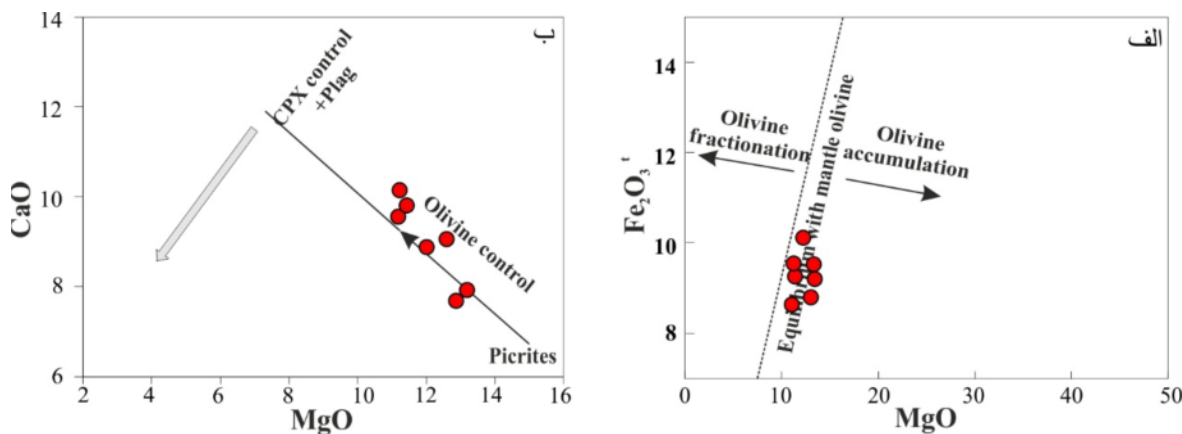 ب
14
12
10
8
6
CaO
2
4
6
8
10
12
14
16
MgO
CPX control
+Plag
Olivine control
Picrites
الف
14
12
10
8
Fe₂O₃ᵗ
0
10
20
30
40
50
MgO
Olivine
fractionation
Olivine
accumulation
Equilibrium with mantle olivine